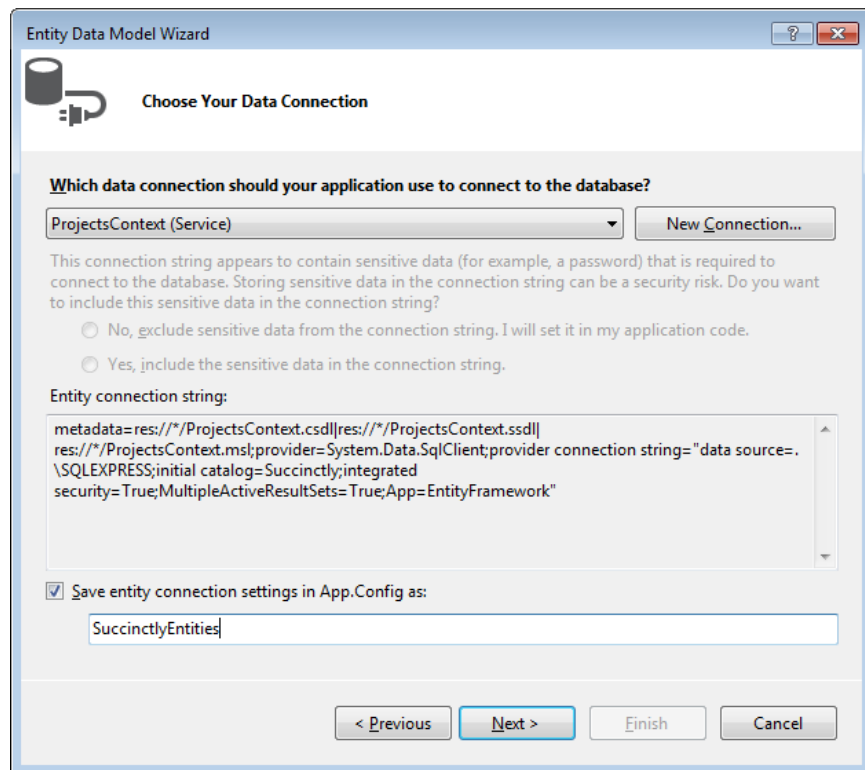 Entity Data Model Wizard
Choose Your Data Connection
Which data connection should your application use to connect to the database?
ProjectsContext (Service)
New Connection...
This connection string appears to contain sensitive data (for example, a password) that is required to
connect to the database. Storing sensitive data in the connection string can be a security risk. Do you want
to include this sensitive data in the connection string?
No, exclude sensitive data from the connection string. I will set it in my application code.
Yes, include the sensitive data in the connection string.
Entity connection string:
metadata=res://*/ProjectsContext.csdl|res://*/ProjectsContext.ssdl|
res://*/ProjectsContext.msl;provider=System.Data.SqlClient;provider connection string="data source=.
\SQLEXPRESS;initial catalog=Succinctly;integrated
security=True;MultipleActiveResultSets=True;App=EntityFramework"
Save entity connection settings in App.Config as:
SuccinctlyEntities
< Previous
Next >
Finish
Cancel